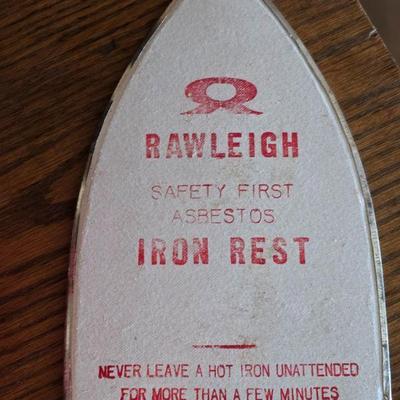 RAWLEIGH
SAFETY FIRST
ASBESTOS
IRON REST
NEVER LEAVE A HOT IRON UNATTENDED
FOR MORE THAN A FEW MINUTES